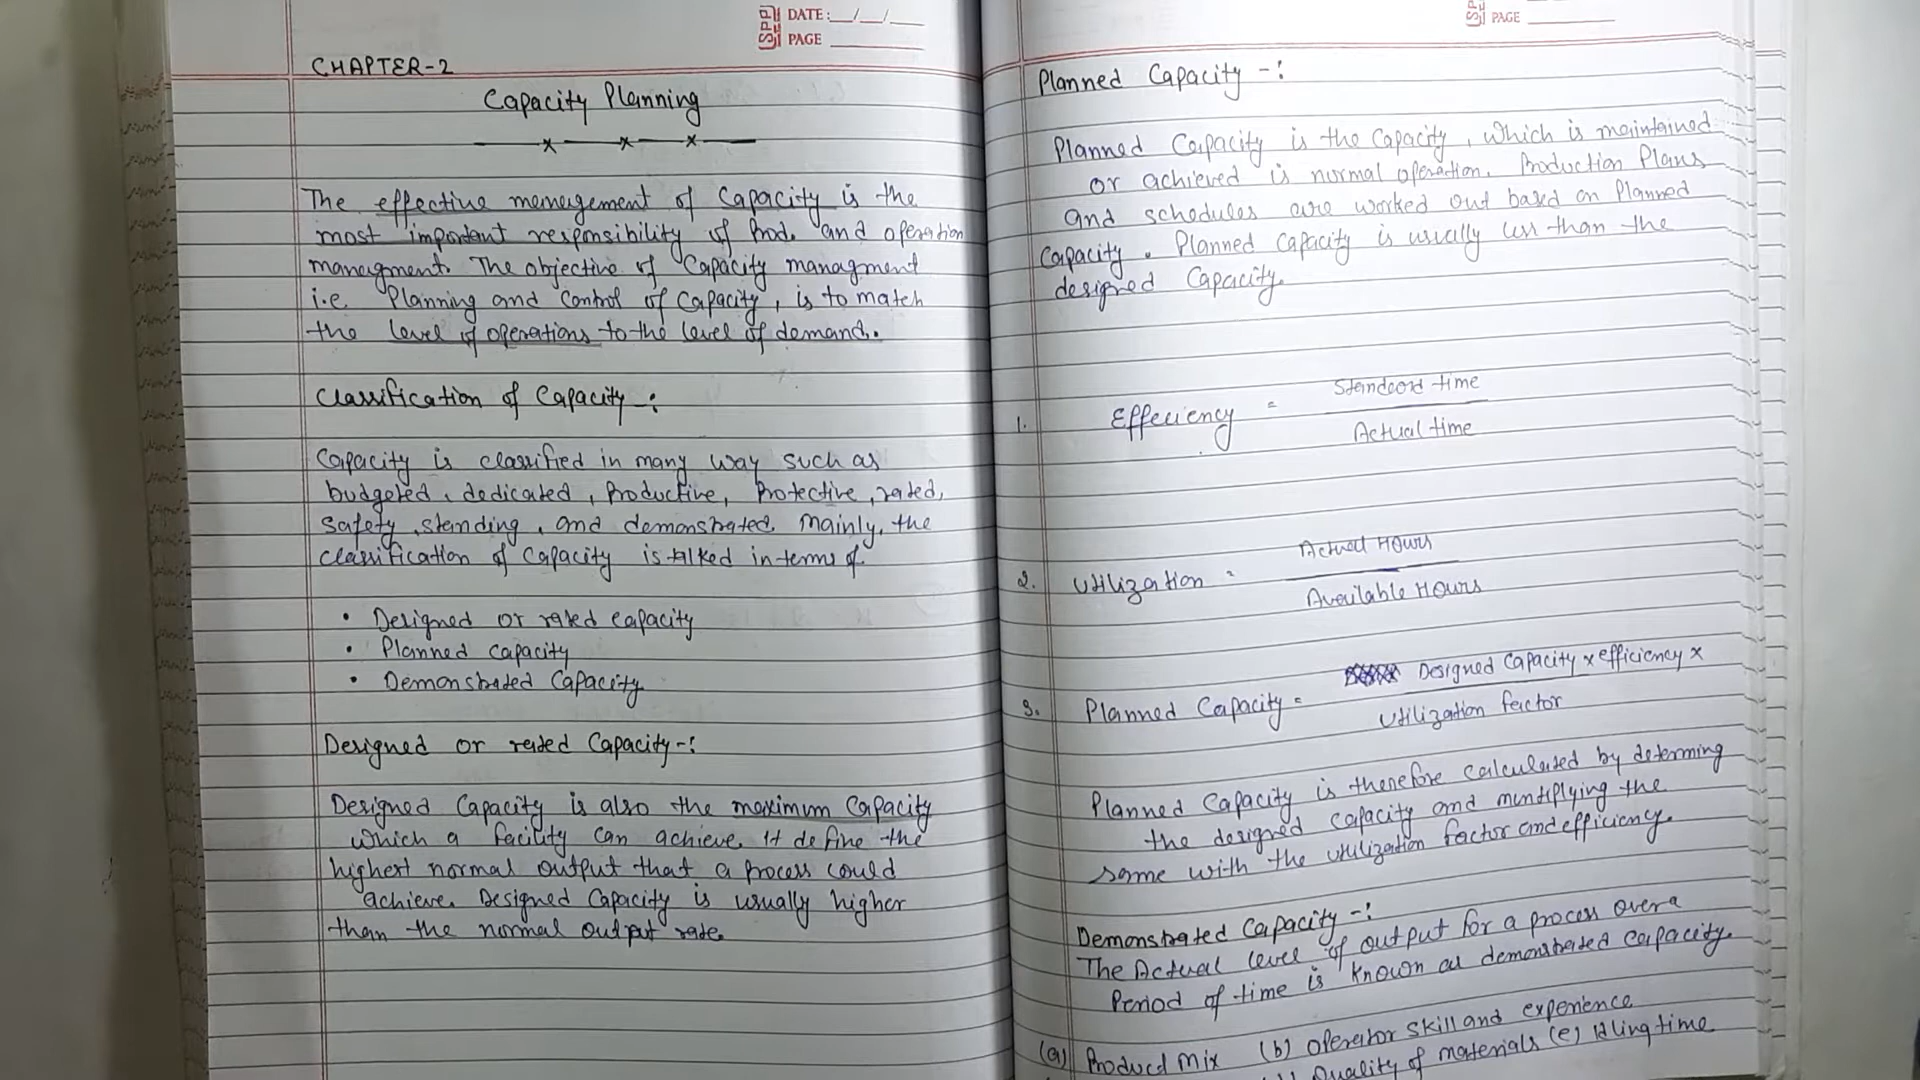 SPP DATE:__/__/__
PAGE
CHAPTER-2
Capacity Planning
The effective menegement of Capacity is the
most important responsibility of Prod. and operation
managment. The objective of Capacity managment
i.e. Planning and Control of Capacity, is to match
the level of operations to the level of demand.
Classification of Capacity-:
Capacity is classified in many way such as
budgeted, dedicated, Productive, Protective, rated,
Safety, standing, and demonstrated. Mainly, the
classification of Capacity is talked in terms of.
• Designed or rated capacity
• Planned Capacity
• Demonstrated Capacity.
Designed or rated Capacity-:
Designed Capacity is also the maximum Capacity
which a facility can achieve. It define the
highest normal output that a process could
achieve. Designed Capacity is usually higher
than the normal output rate.
SPP PAGE
Planned Capacity -:
Planned Capacity is the Capacity, which is maintained
or achieved is normal operation. Production Plans
and schedules are worked out based on Planned
Capacity. Planned Capacity is usually less than the
designed Capacity.
1. Effeciency = Standard time
Actual time
2. Utilization = Actual Hours
Available Hours
3. Planned Capacity = Designed Capacity x efficiency x
Utilization factor
Planned Capacity is therefore calculated by determing
the designed capacity and multiplying the
same with the utilization factor and efficiency.
Demonstrated Capacity -:
The Actual level of output for a process over a
Period of time is known as demonstrated capacity.
(a) Product Mix (b) operator skill and experience
Quality of materials (e) Idling time